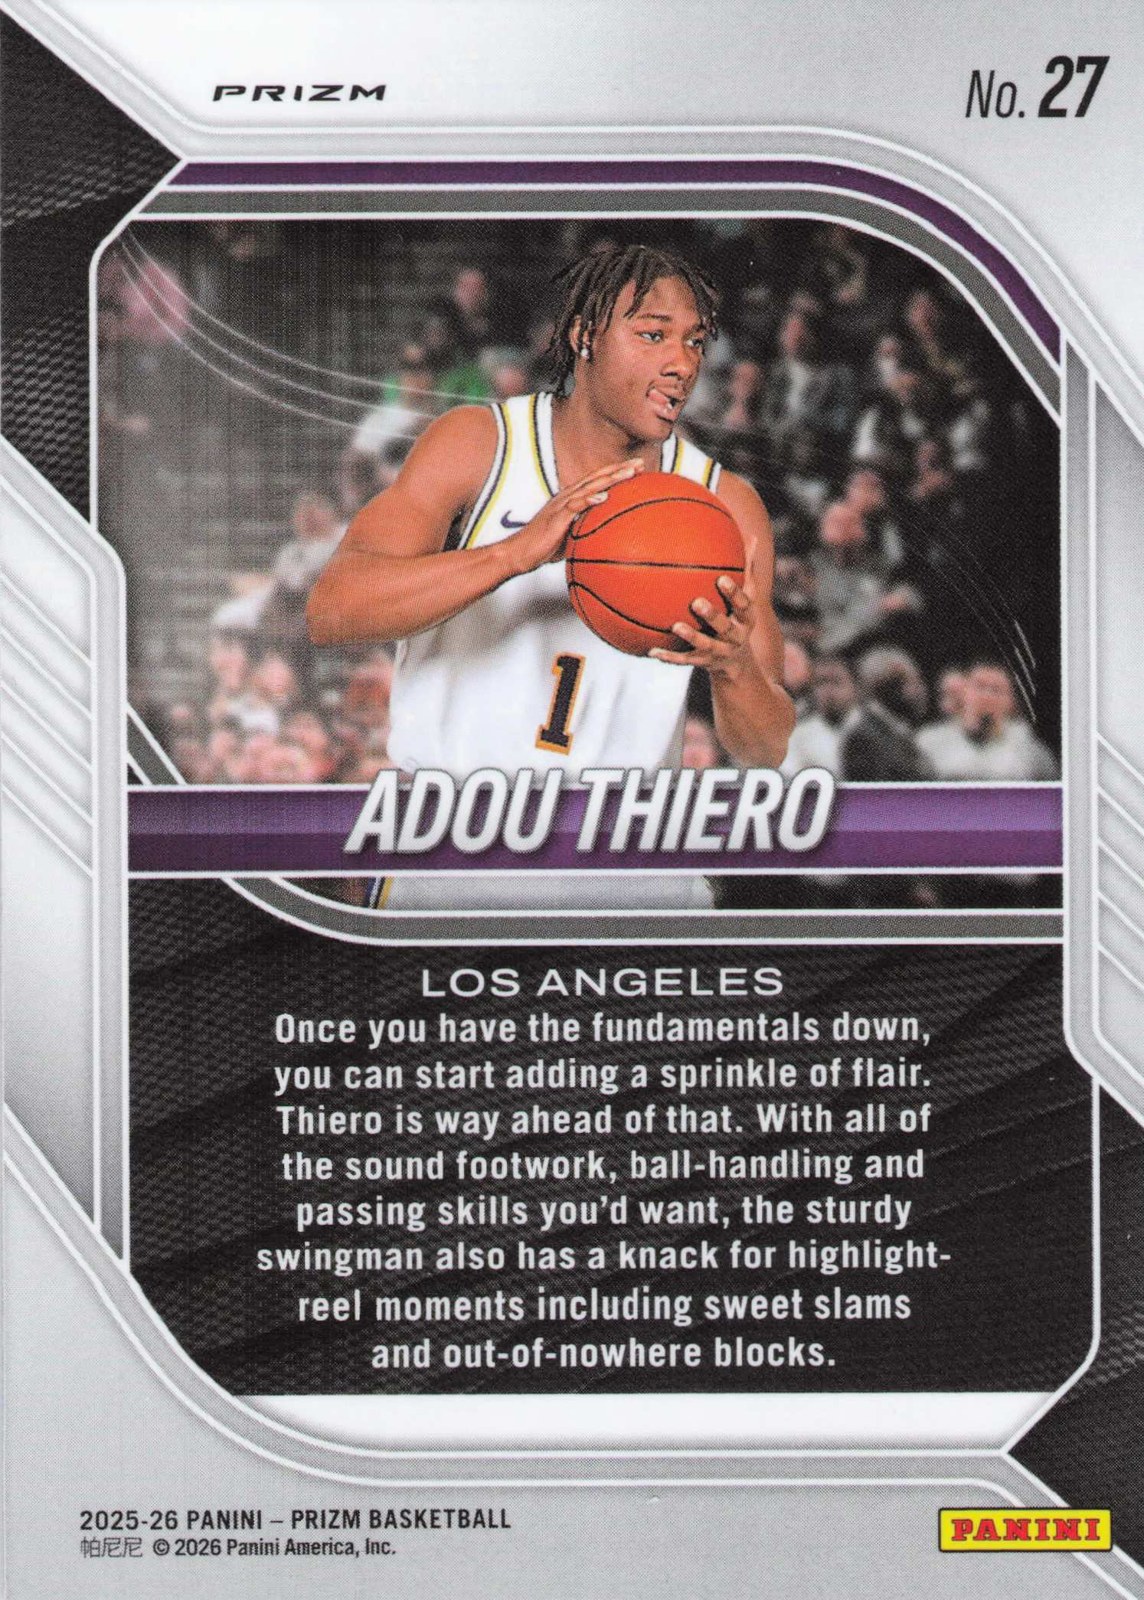 PRIZM
No. 27
1
ADOU THIERO
LOS ANGELES
Once you have the fundamentals down,
you can start adding a sprinkle of flair.
Thiero is way ahead of that. With all of
the sound footwork, ball-handling and
passing skills you'd want, the sturdy
swingman also has a knack for highlight-
reel moments including sweet slams
and out-of-nowhere blocks.
2025-26 PANINI – PRIZM BASKETBALL
帕尼尼 © 2026 Panini America, Inc.
PANINI